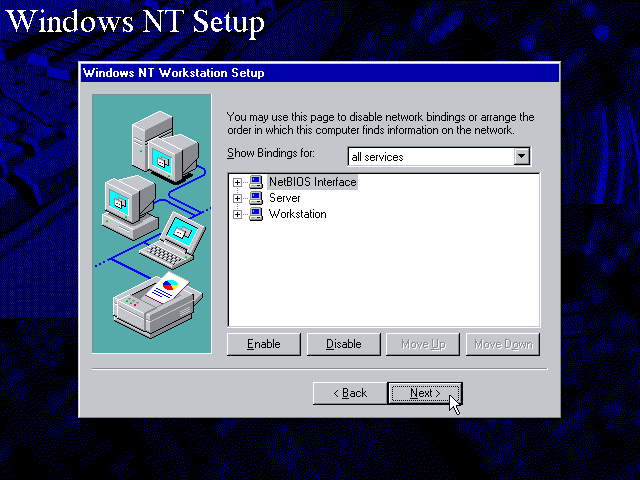 Windows NT Setup
Windows NT Workstation Setup
You may use this page to disable network bindings or arrange the
order in which this computer finds information on the network.
Show Bindings for:
all services
NetBIOS Interface
Server
Workstation
Enable
Disable
Move Up
Move Down
< Back
Next >